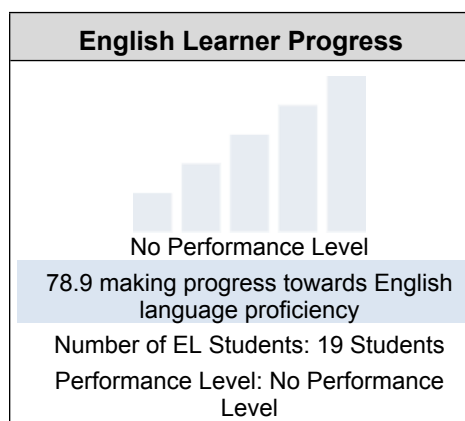 English Learner Progress
No Performance Level
78.9 making progress towards English
language proficiency
Number of EL Students: 19 Students
Performance Level: No Performance
Level